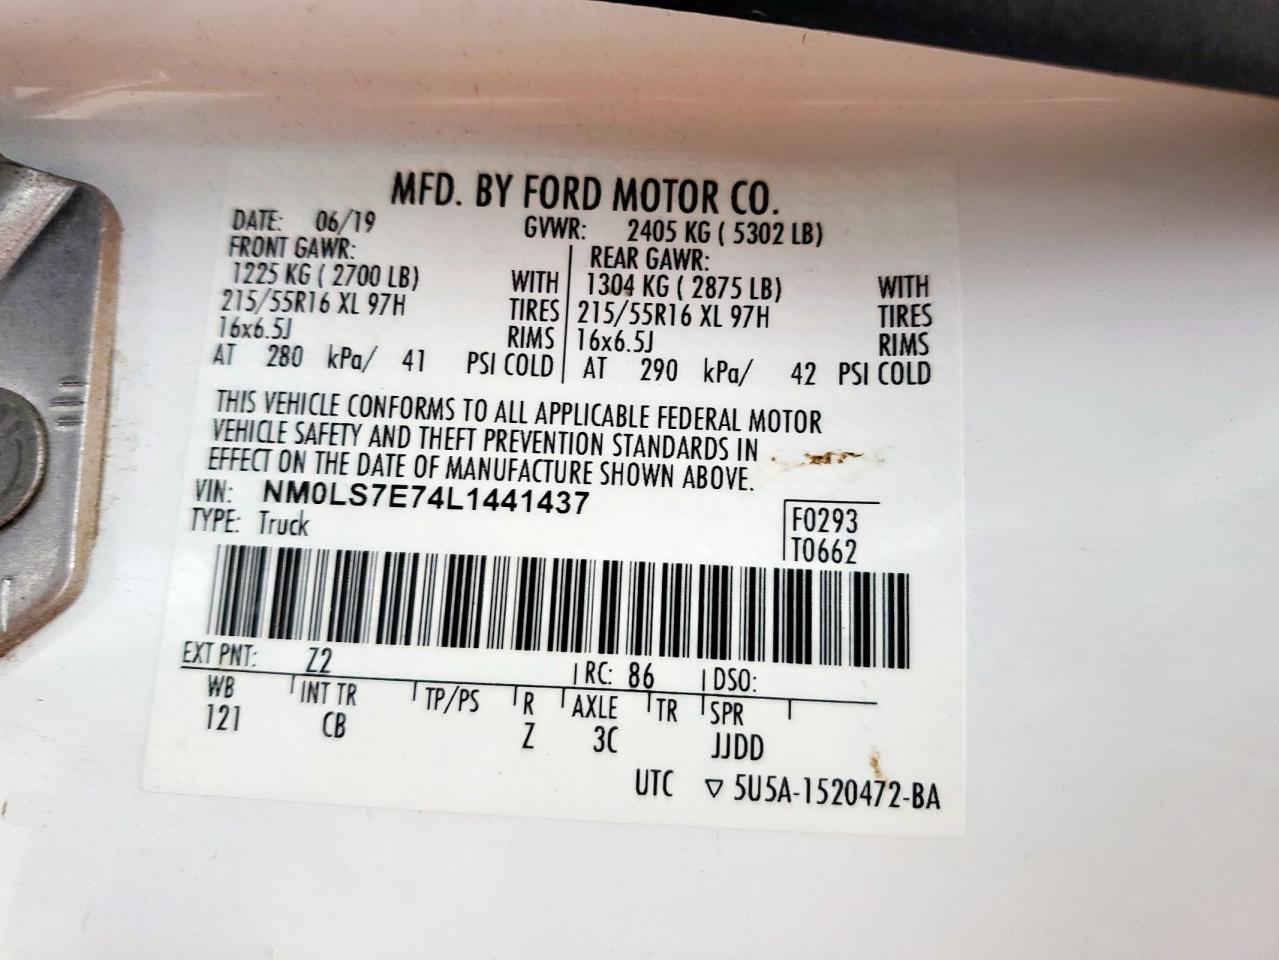 MFD. BY FORD MOTOR CO.
DATE: 06/19 GVWR: 2405 KG ( 5302 LB)
FRONT GAWR: REAR GAWR:
1225 KG ( 2700 LB) WITH 1304 KG ( 2875 LB) WITH
215/55R16 XL 97H TIRES 215/55R16 XL 97H TIRES
16x6.5J RIMS 16x6.5J RIMS
AT 280 kPa/ 41 PSI COLD AT 290 kPa/ 42 PSI COLD
THIS VEHICLE CONFORMS TO ALL APPLICABLE FEDERAL MOTOR
VEHICLE SAFETY AND THEFT PREVENTION STANDARDS IN
EFFECT ON THE DATE OF MANUFACTURE SHOWN ABOVE.
VIN: NM0LS7E74L1441437
TYPE: Truck
F0293
T0662
EXT PNT: Z2 RC: 86 DSO:
WB INT TR TP/PS R AXLE TR SPR
121 CB Z 3C JJDD
UTC ▽ 5U5A-1520472-BA